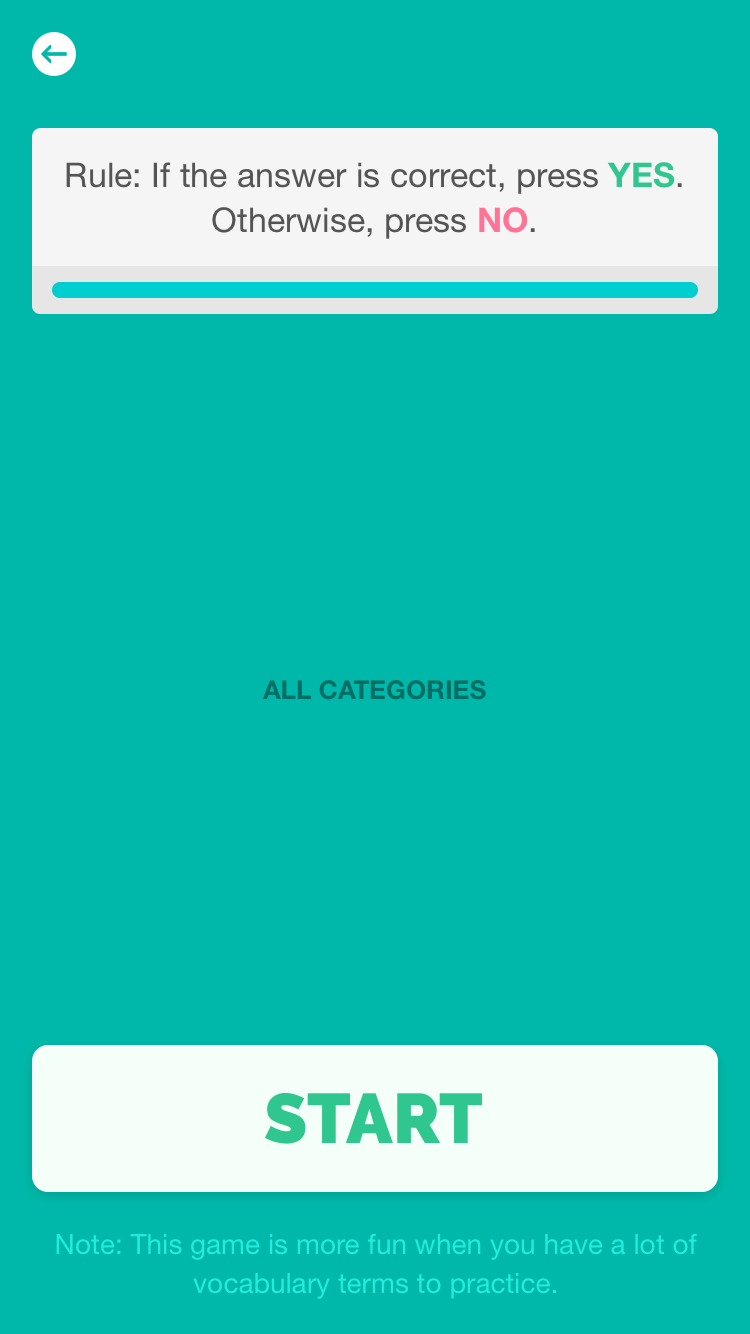 Rule: If the answer is correct, press YES.
Otherwise, press NO.
ALL CATEGORIES
START
Note: This game is more fun when you have a lot of
vocabulary terms to practice.